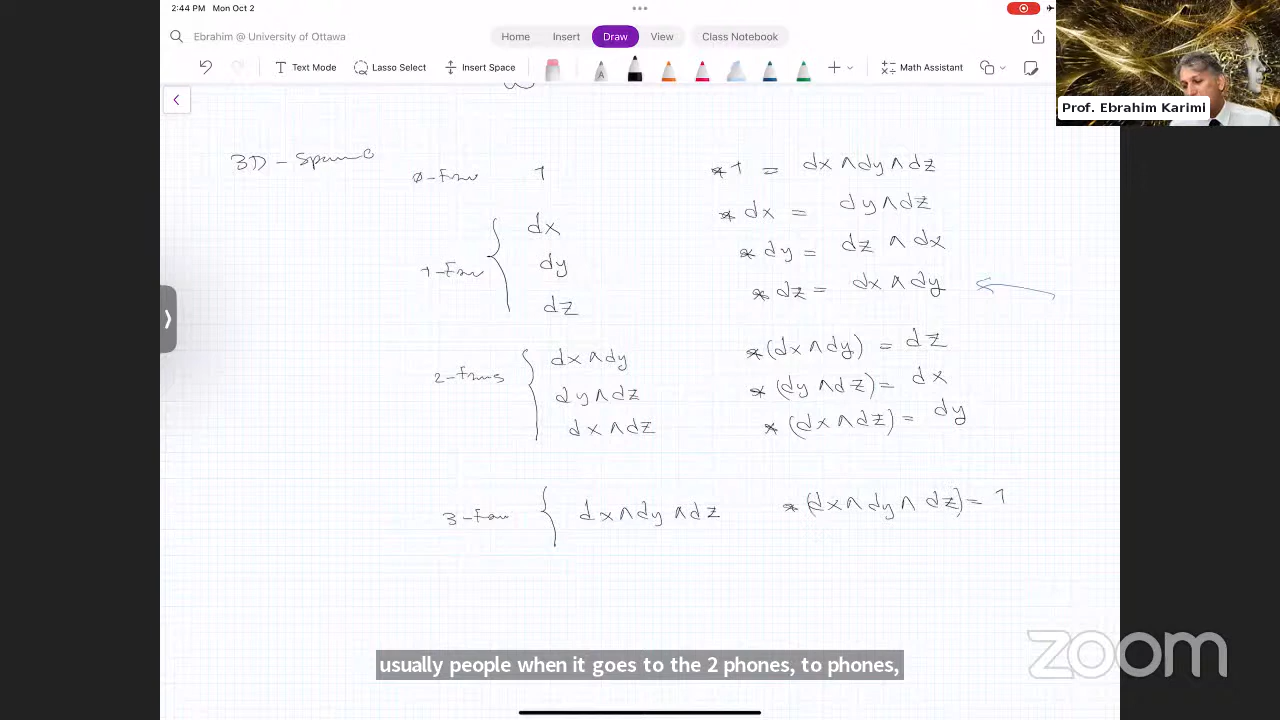 2:44 PM Mon Oct 2
Ebrahim @ University of Ottawa
Home Insert Draw View Class Notebook
Text Mode Lasso Select Insert Space Math Assistant
Prof. Ebrahim Karimi
3D - Space
0-Form 1 *1 = dx∧dy∧dz
dx *dx = dy∧dz
1-Form dy *dy = dz∧dx
dz *dz = dx∧dy
2-Forms dx∧dy *(dx∧dy) = dz
dy∧dz *(dy∧dz) = dx
dx∧dz *(dx∧dz) = dy
3-Form dx∧dy∧dz *(dx∧dy∧dz) = 1
usually people when it goes to the 2 phones, to phones,
zoom